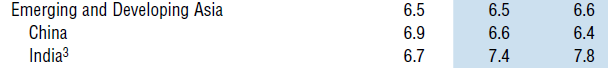 Emerging and Developing Asia 6.5 6.5 6.6
China 6.9 6.6 6.4
India³ 6.7 7.4 7.8